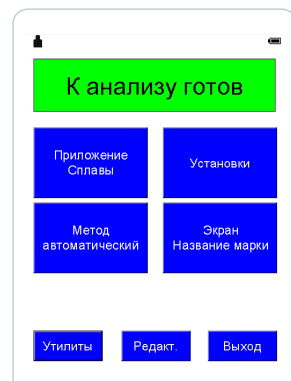 К анализу готов
Приложение
Сплавы
Установки
Метод
автоматический
Экран
Название марки
Утилиты
Редакт.
Выход